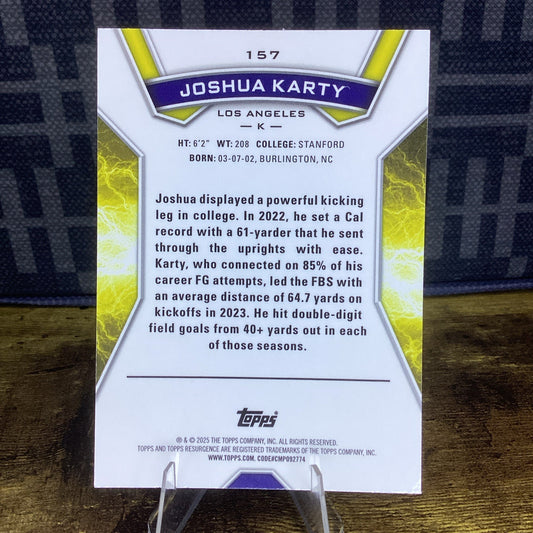 157
JOSHUA KARTY™
LOS ANGELES
— K —
HT: 6'2" WT: 208 COLLEGE: STANFORD
BORN: 03-07-02, BURLINGTON, NC
Joshua displayed a powerful kicking
leg in college. In 2022, he set a Cal
record with a 61-yarder that he sent
through the uprights with ease.
Karty, who connected on 85% of his
career FG attempts, led the FBS with
an average distance of 64.7 yards on
kickoffs in 2023. He hit double-digit
field goals from 40+ yards out in each
of those seasons.
topps
® & © 2025 THE TOPPS COMPANY, INC. ALL RIGHTS RESERVED.
TOPPS AND TOPPS RESURGENCE ARE REGISTERED TRADEMARKS OF THE TOPPS COMPANY, INC.
WWW.TOPPS.COM. CODE#CMP092774